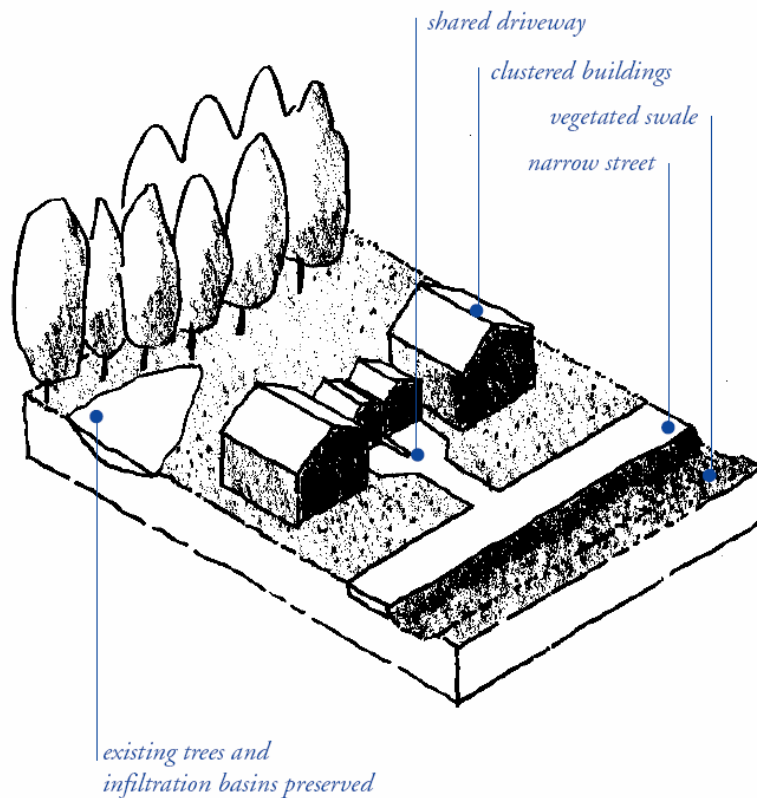 shared driveway
clustered buildings
vegetated swale
narrow street
existing trees and
infiltration basins preserved